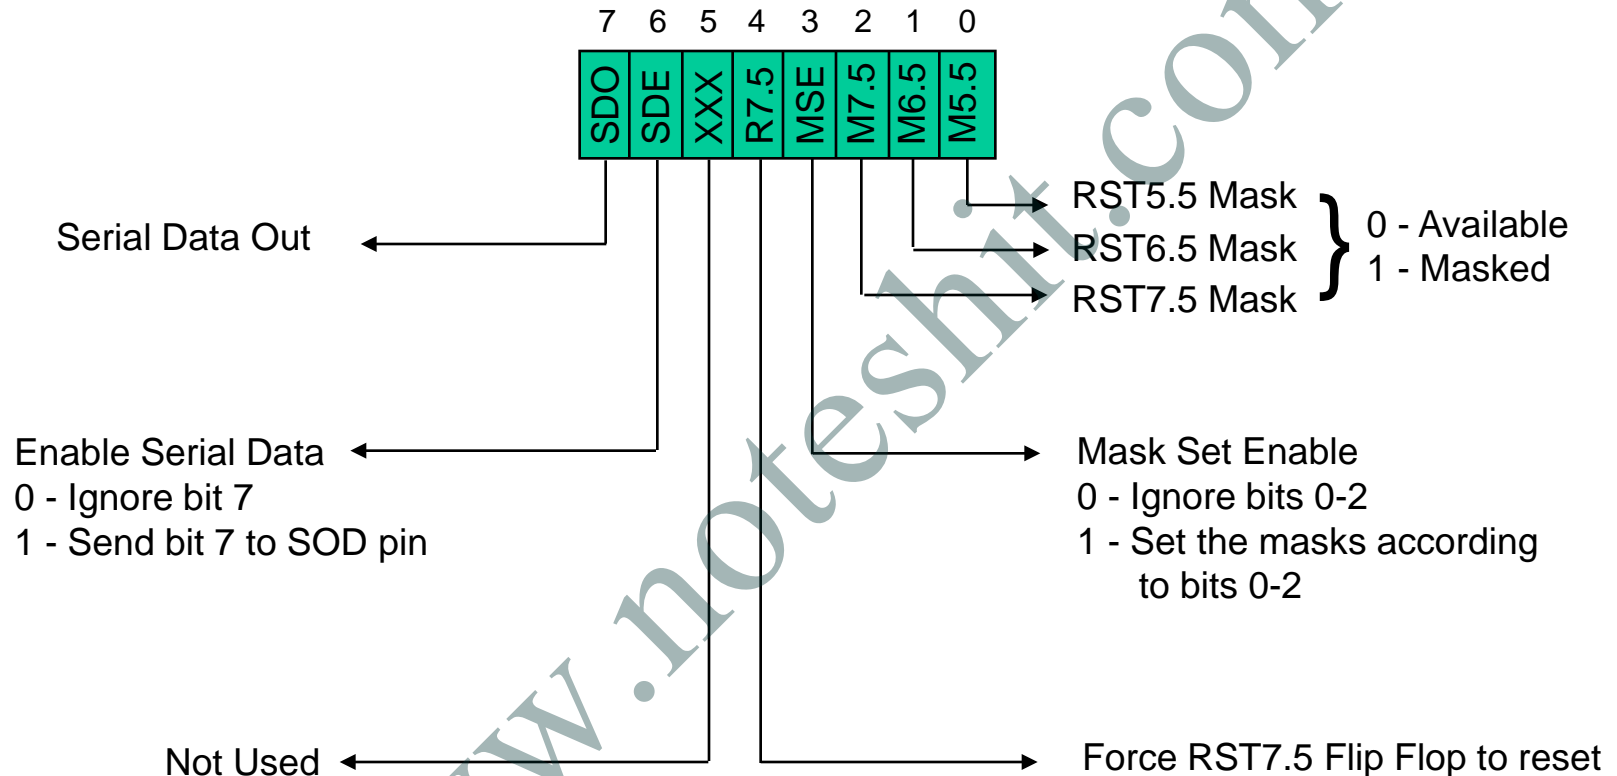 7 6 5 4 3 2 1 0
SDO SDE XXX R7.5 MSE M7.5 M6.5 M5.5
RST5.5 Mask
RST6.5 Mask
RST7.5 Mask
}
0 - Available
1 - Masked
Serial Data Out
Enable Serial Data
0 - Ignore bit 7
1 - Send bit 7 to SOD pin
Mask Set Enable
0 - Ignore bits 0-2
1 - Set the masks according
to bits 0-2
Not Used
Force RST7.5 Flip Flop to reset
w.noteshit.com